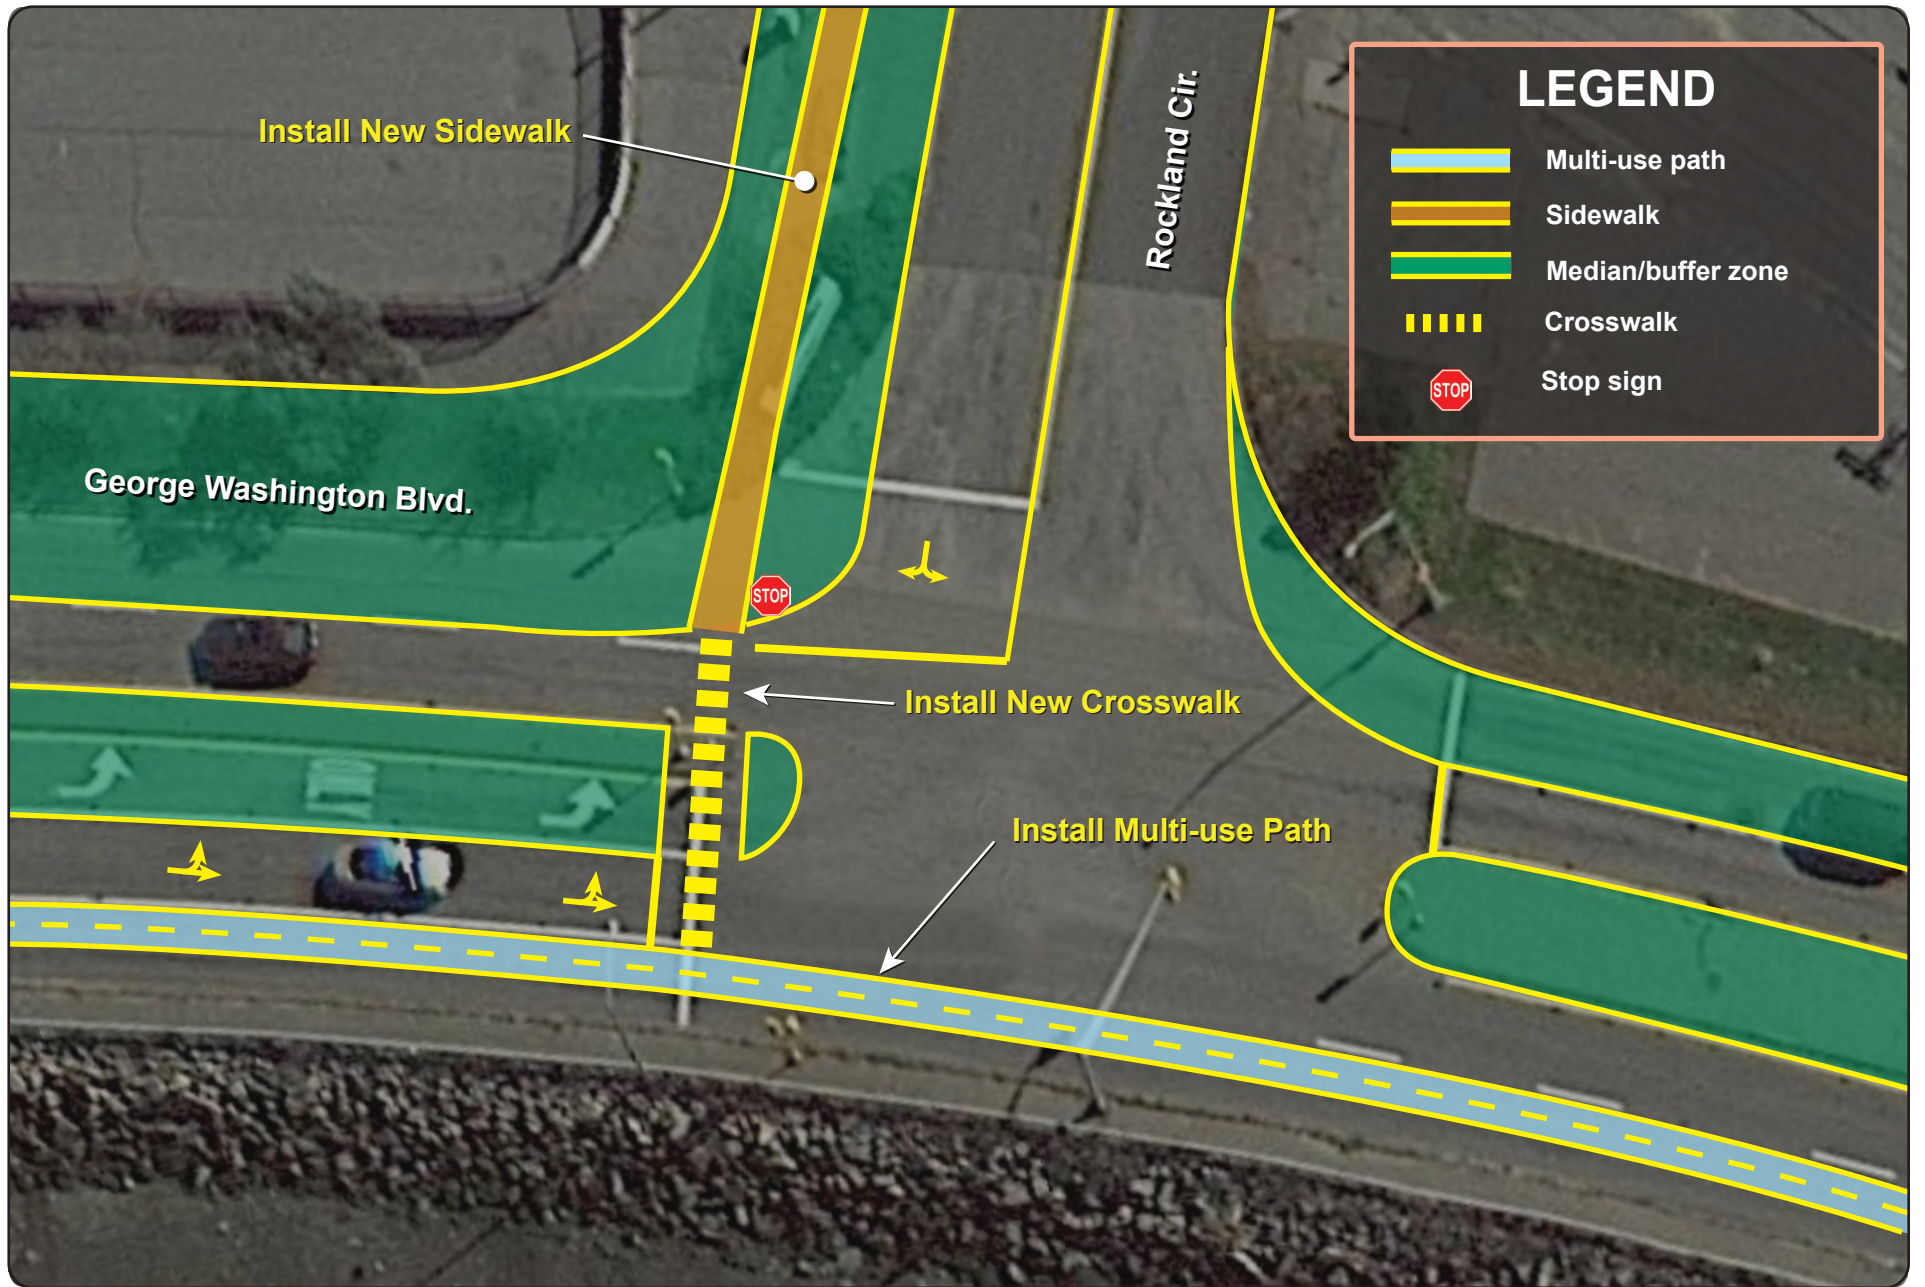 LEGEND
Multi-use path
Sidewalk
Median/buffer zone
Crosswalk
STOP
Stop sign
Install New Sidewalk
Rockland Cir.
George Washington Blvd.
STOP
Install New Crosswalk
Install Multi-use Path